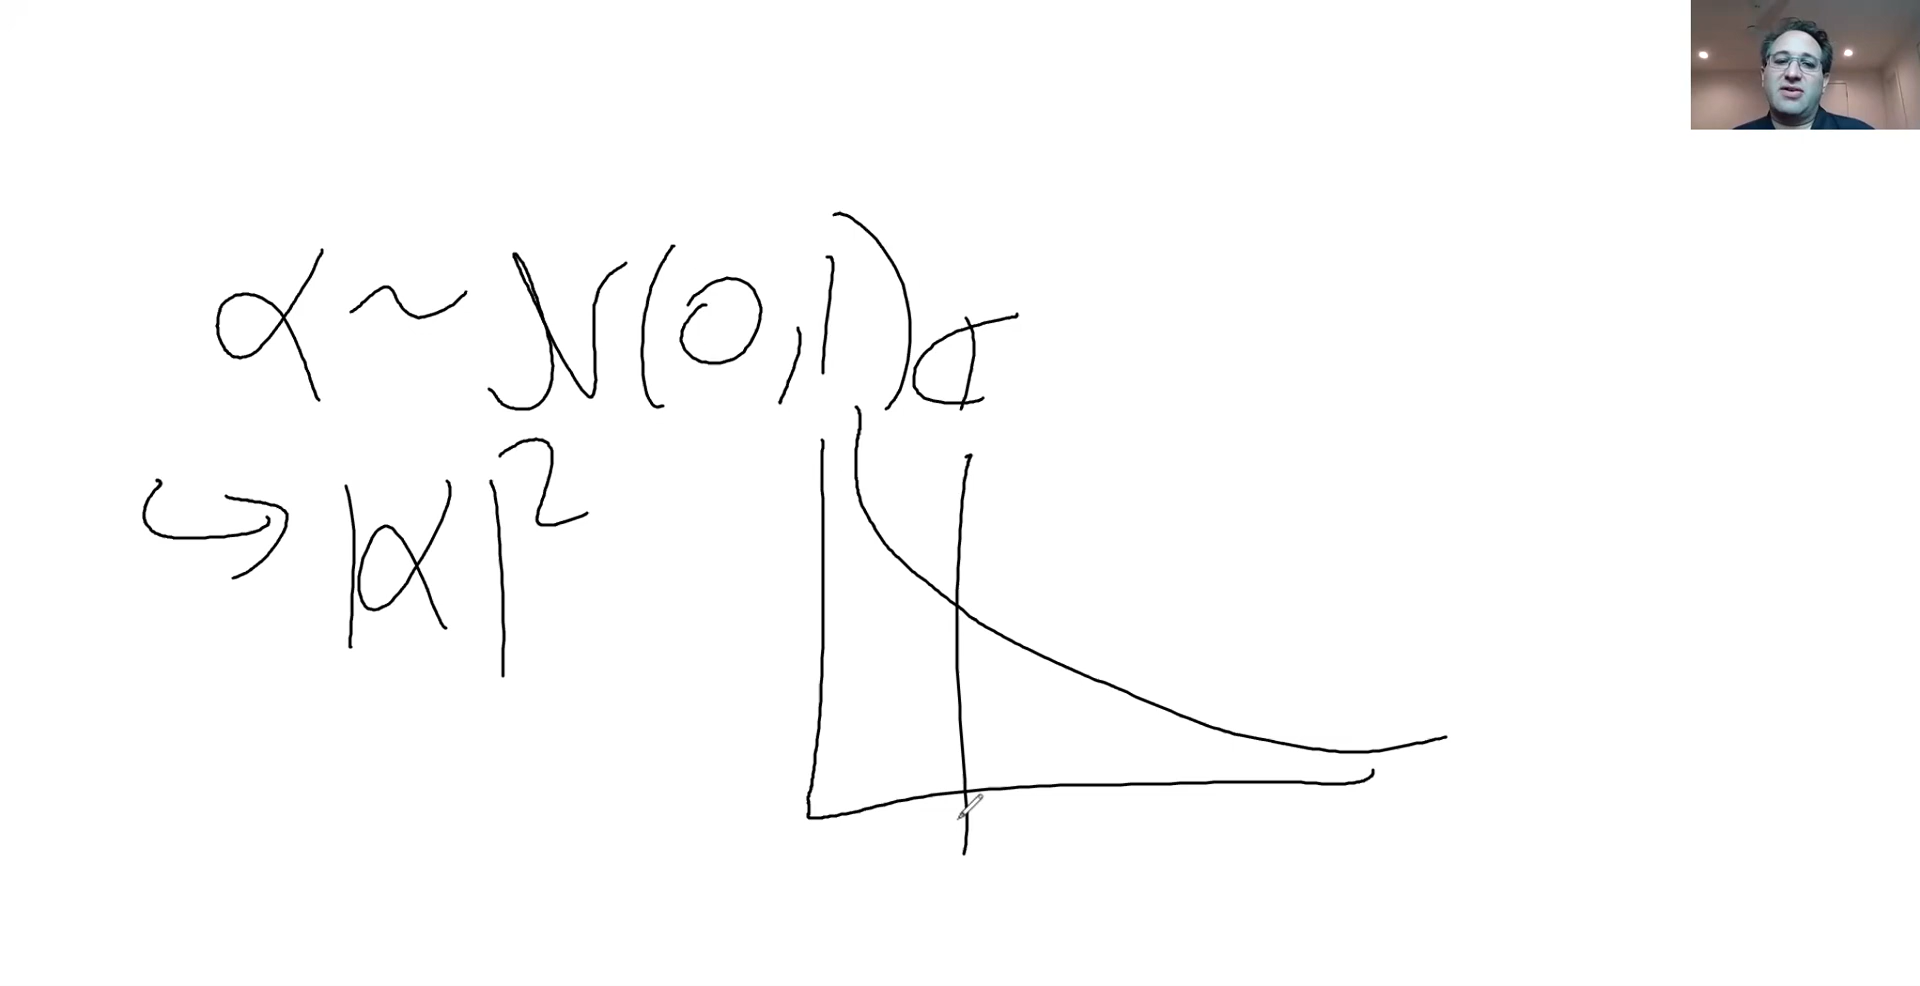 α ~ N(0,1)ℂ
↪ |α|²